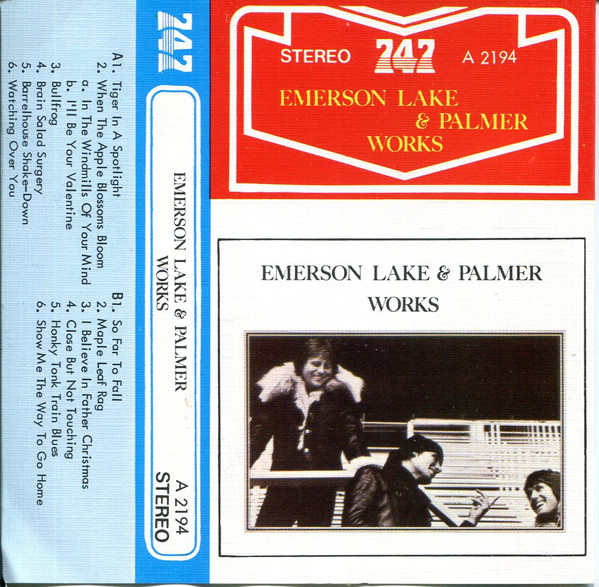 A1. Tiger In A Spotlight
2. When The Apple Blossoms Bloom
a. In The Windmills Of Your Mind
b. I'll Be Your Valentine
3. Bullfrog
4. Brain Salad Surgery
5. Barrelhouse Shake-Down
6. Watching Over You
B1. So Far To Fall
2. Maple Leaf Rag
3. I Believe In Father Christmas
4. Close But Not Touching
5. Honky Tonk Train Blues
6. Show Me The Way To Go Home
747
EMERSON LAKE & PALMER
WORKS
A 2194
STEREO
STEREO 747 A 2194
EMERSON LAKE
& PALMER
WORKS
EMERSON LAKE & PALMER
WORKS